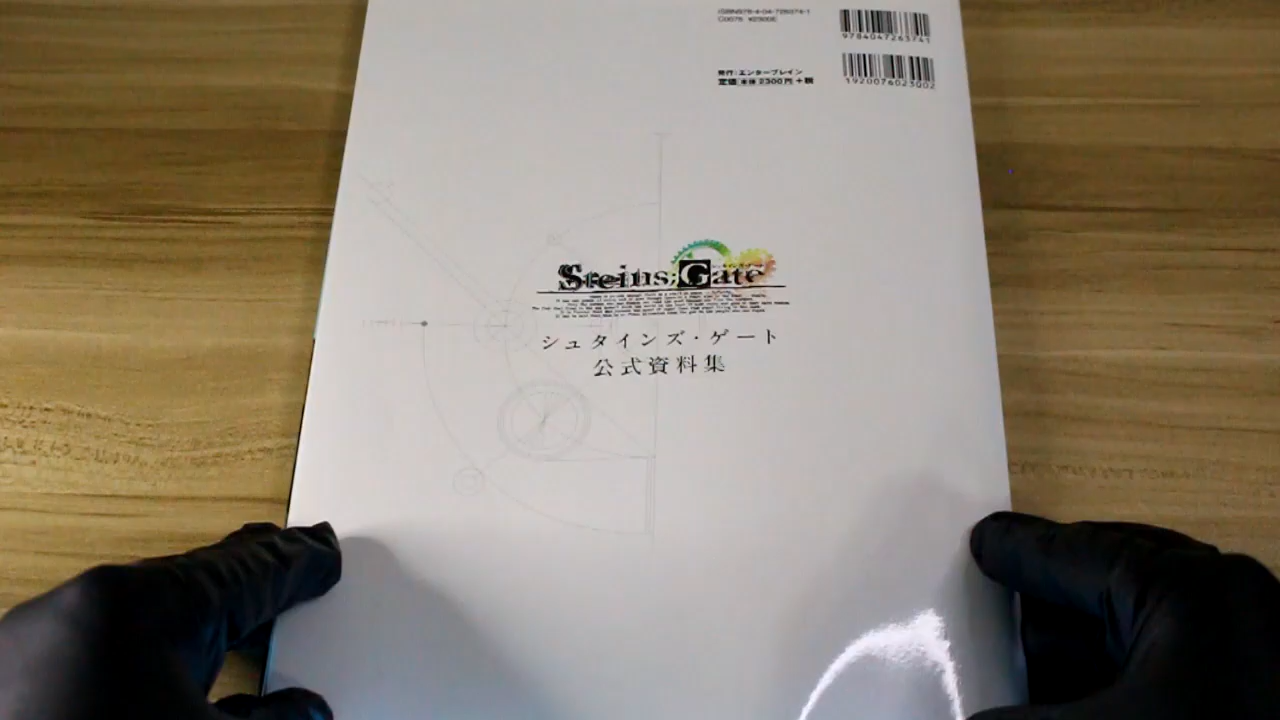 ISBN978-4-04-726374-1
C0076 ¥2300E
9784047263741
発行:エンターブレイン
定価 本体 2300円+税
1920076023002
Steins;Gate
シュタインズ・ゲート
公式資料集